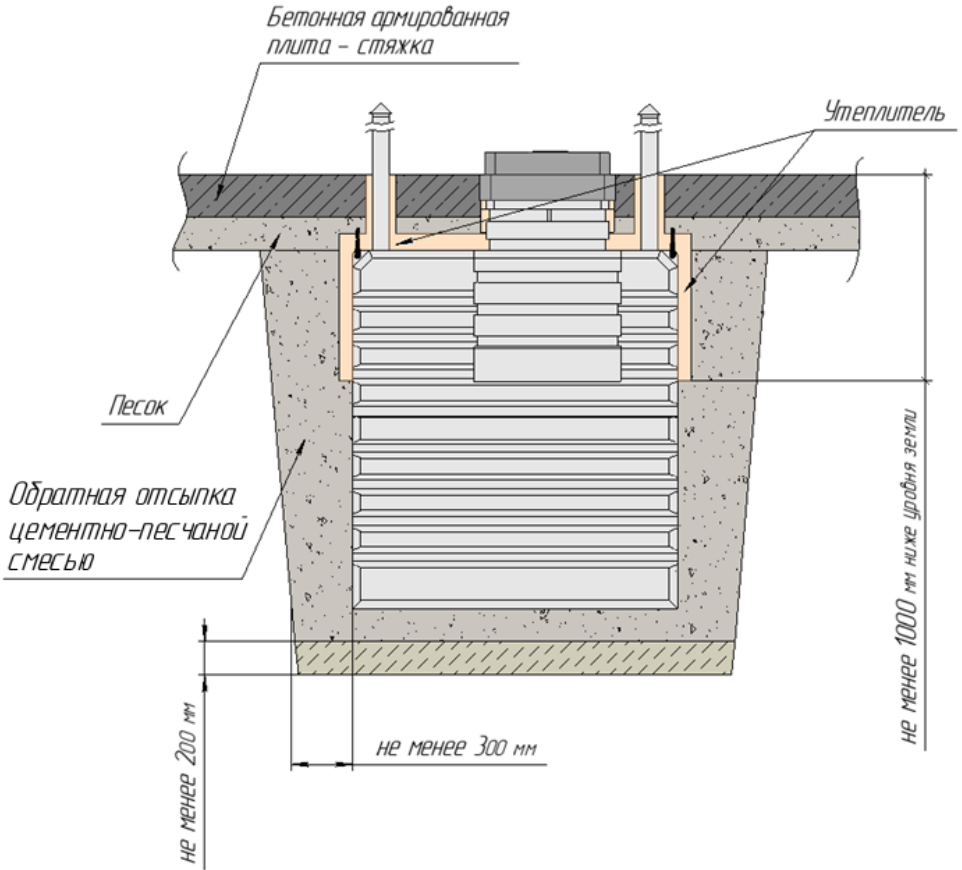 Бетонная армированная
плита - стяжка
Утеплитель
Песок
Обратная отсыпка
цементно-песчаной
смесью
не менее 1000 мм ниже уровня земли
не менее 300 мм
не менее 200 мм